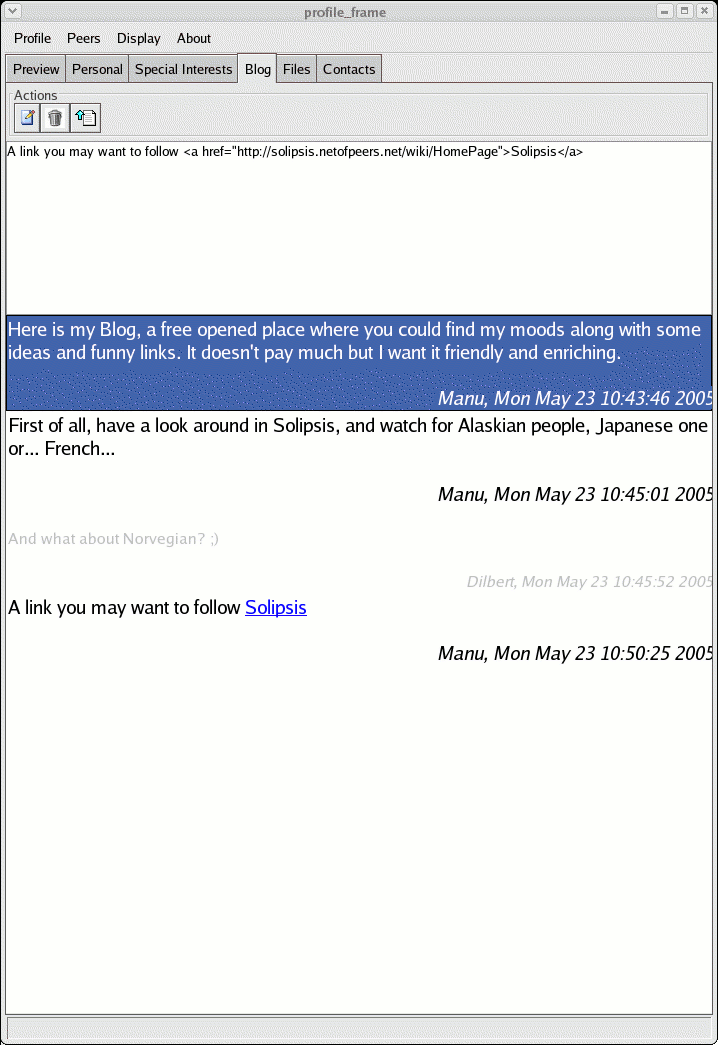 profile_frame
Profile Peers Display About
Preview Personal Special Interests Blog Files Contacts
Actions
A link you may want to follow <a href="http://solipsis.netofpeers.net/wiki/HomePage">Solipsis</a>
Here is my Blog, a free opened place where you could find my moods along with some
ideas and funny links. It doesn't pay much but I want it friendly and enriching.
Manu, Mon May 23 10:43:46 2005
First of all, have a look around in Solipsis, and watch for Alaskian people, Japanese one
or... French...
Manu, Mon May 23 10:45:01 2005
And what about Norvegian? ;)
Dilbert, Mon May 23 10:45:52 2005
A link you may want to follow Solipsis
Manu, Mon May 23 10:50:25 2005